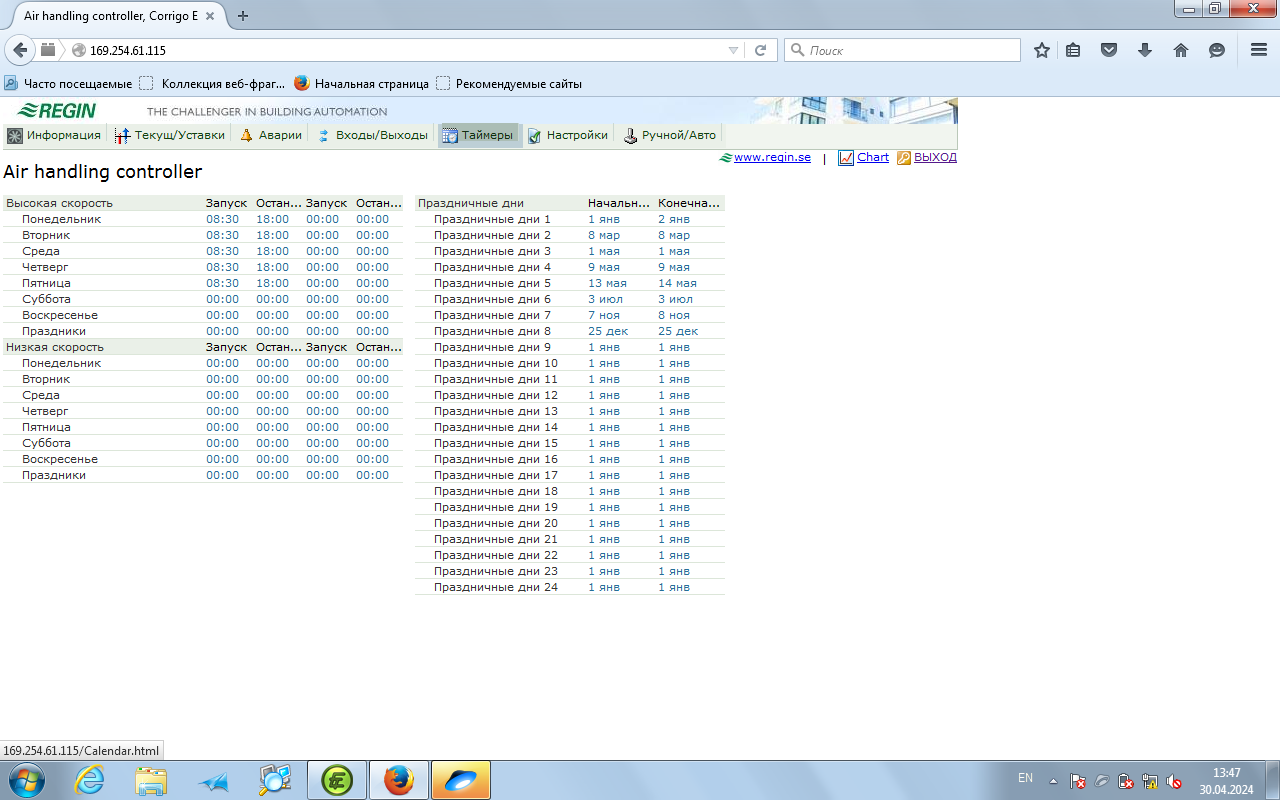 Air handling controller, Corrigo E
169.254.61.115
Поиск
Часто посещаемые Коллекция веб-фраг... Начальная страница Рекомендуемые сайты
REGIN THE CHALLENGER IN BUILDING AUTOMATION
Информация Текущ/Уставки Аварии Входы/Выходы Таймеры Настройки Ручной/Авто
www.regin.se | Chart ВЫХОД
Air handling controller
Высокая скорость Запуск Остан... Запуск Остан...
Понедельник 08:30 18:00 00:00 00:00
Вторник 08:30 18:00 00:00 00:00
Среда 08:30 18:00 00:00 00:00
Четверг 08:30 18:00 00:00 00:00
Пятница 08:30 18:00 00:00 00:00
Суббота 00:00 00:00 00:00 00:00
Воскресенье 00:00 00:00 00:00 00:00
Праздники 00:00 00:00 00:00 00:00
Низкая скорость Запуск Остан... Запуск Остан...
Понедельник 00:00 00:00 00:00 00:00
Вторник 00:00 00:00 00:00 00:00
Среда 00:00 00:00 00:00 00:00
Четверг 00:00 00:00 00:00 00:00
Пятница 00:00 00:00 00:00 00:00
Суббота 00:00 00:00 00:00 00:00
Воскресенье 00:00 00:00 00:00 00:00
Праздники 00:00 00:00 00:00 00:00
Праздничные дни Начальн... Конечна...
Праздничные дни 1 1 янв 2 янв
Праздничные дни 2 8 мар 8 мар
Праздничные дни 3 1 мая 1 мая
Праздничные дни 4 9 мая 9 мая
Праздничные дни 5 13 мая 14 мая
Праздничные дни 6 3 июл 3 июл
Праздничные дни 7 7 ноя 8 ноя
Праздничные дни 8 25 дек 25 дек
Праздничные дни 9 1 янв 1 янв
Праздничные дни 10 1 янв 1 янв
Праздничные дни 11 1 янв 1 янв
Праздничные дни 12 1 янв 1 янв
Праздничные дни 13 1 янв 1 янв
Праздничные дни 14 1 янв 1 янв
Праздничные дни 15 1 янв 1 янв
Праздничные дни 16 1 янв 1 янв
Праздничные дни 17 1 янв 1 янв
Праздничные дни 18 1 янв 1 янв
Праздничные дни 19 1 янв 1 янв
Праздничные дни 20 1 янв 1 янв
Праздничные дни 21 1 янв 1 янв
Праздничные дни 22 1 янв 1 янв
Праздничные дни 23 1 янв 1 янв
Праздничные дни 24 1 янв 1 янв
169.254.61.115/Calendar.html
EN 13:47
30.04.2024